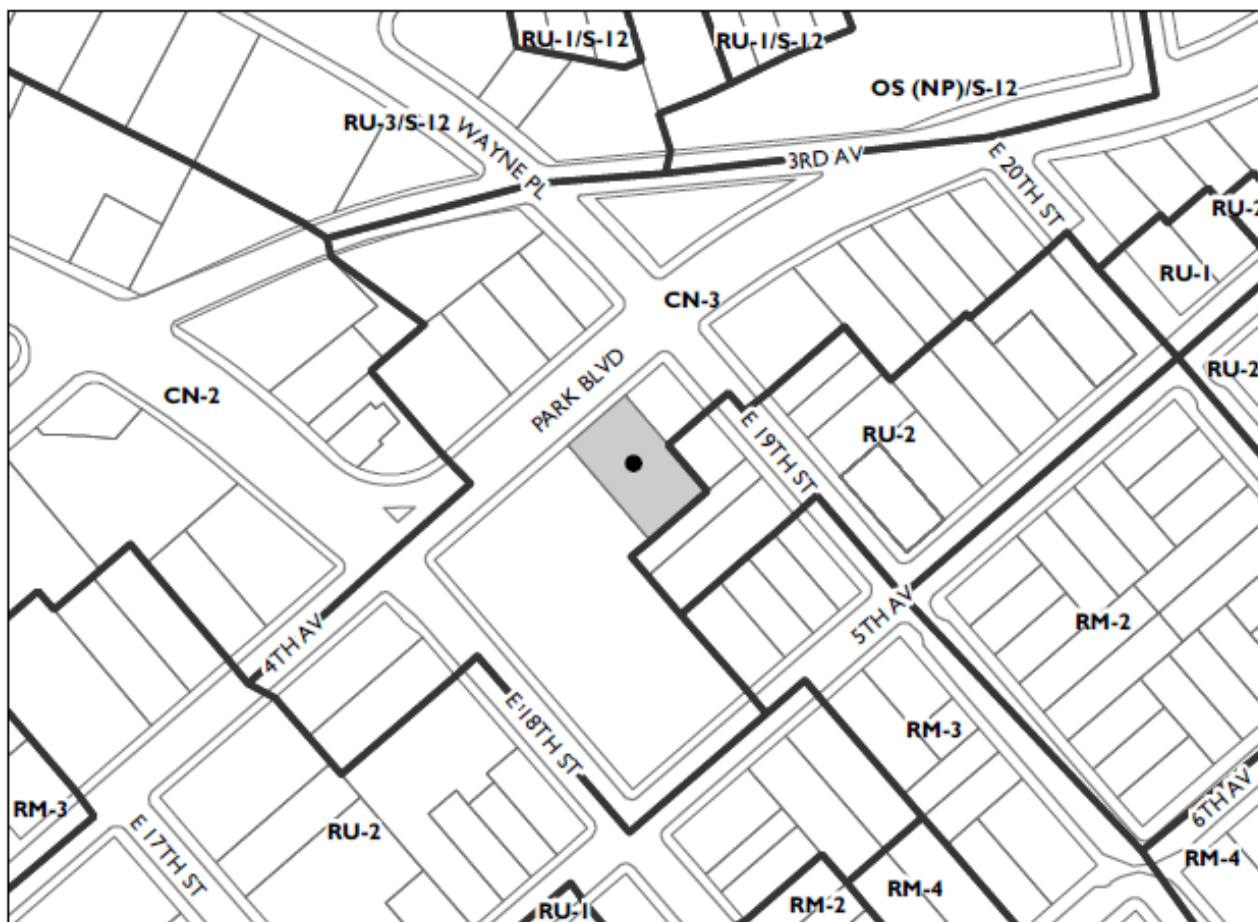 RU-1/S-12
RU-1/S-12
OS (NP)/S-12
RU-3/S-12
WAYNE PL
3RD AV
E 20TH ST
RU-2
RU-1
CN-3
PARK BLVD
RU-2
CN-2
RU-2
E 19TH ST
RM-2
5TH AV
4TH AV
E 18TH ST
RM-3
RM-3
6TH AV
E 17TH ST
RU-2
RM-4
RM-4
RM-2
RU-1